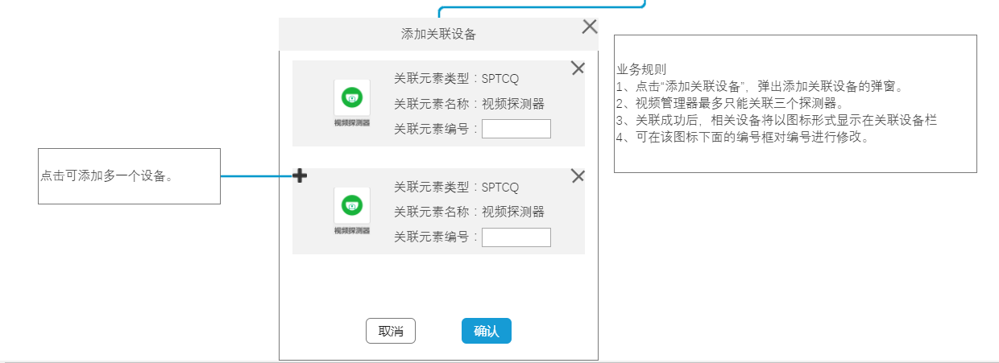 添加关联设备
关联元素类型：SPTCQ
关联元素名称：视频探测器
关联元素编号：
视频探测器
点击可添加多一个设备。
关联元素类型：SPTCQ
关联元素名称：视频探测器
关联元素编号：
视频探测器
取消
确认
业务规则
1、点击“添加关联设备”，弹出添加关联设备的弹窗。
2、视频管理器最多只能关联三个探测器。
3、关联成功后，相关设备将以图标形式显示在关联设备栏
4、可在该图标下面的编号框对编号进行修改。